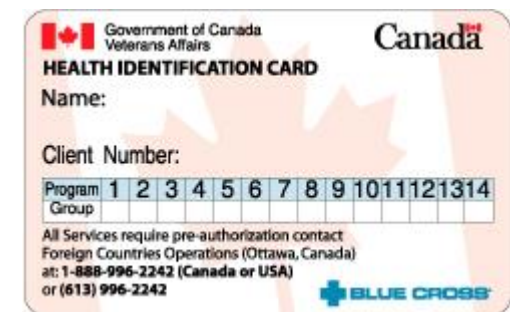 Government of Canada
Veterans Affairs
Canada
HEALTH IDENTIFICATION CARD
Name:
Client Number:
Program 1 2 3 4 5 6 7 8 9 10 11 12 13 14
Group
All Services require pre-authorization contact
Foreign Countries Operations (Ottawa, Canada)
at: 1-888-996-2242 (Canada or USA)
or (613) 996-2242
BLUE CROSS